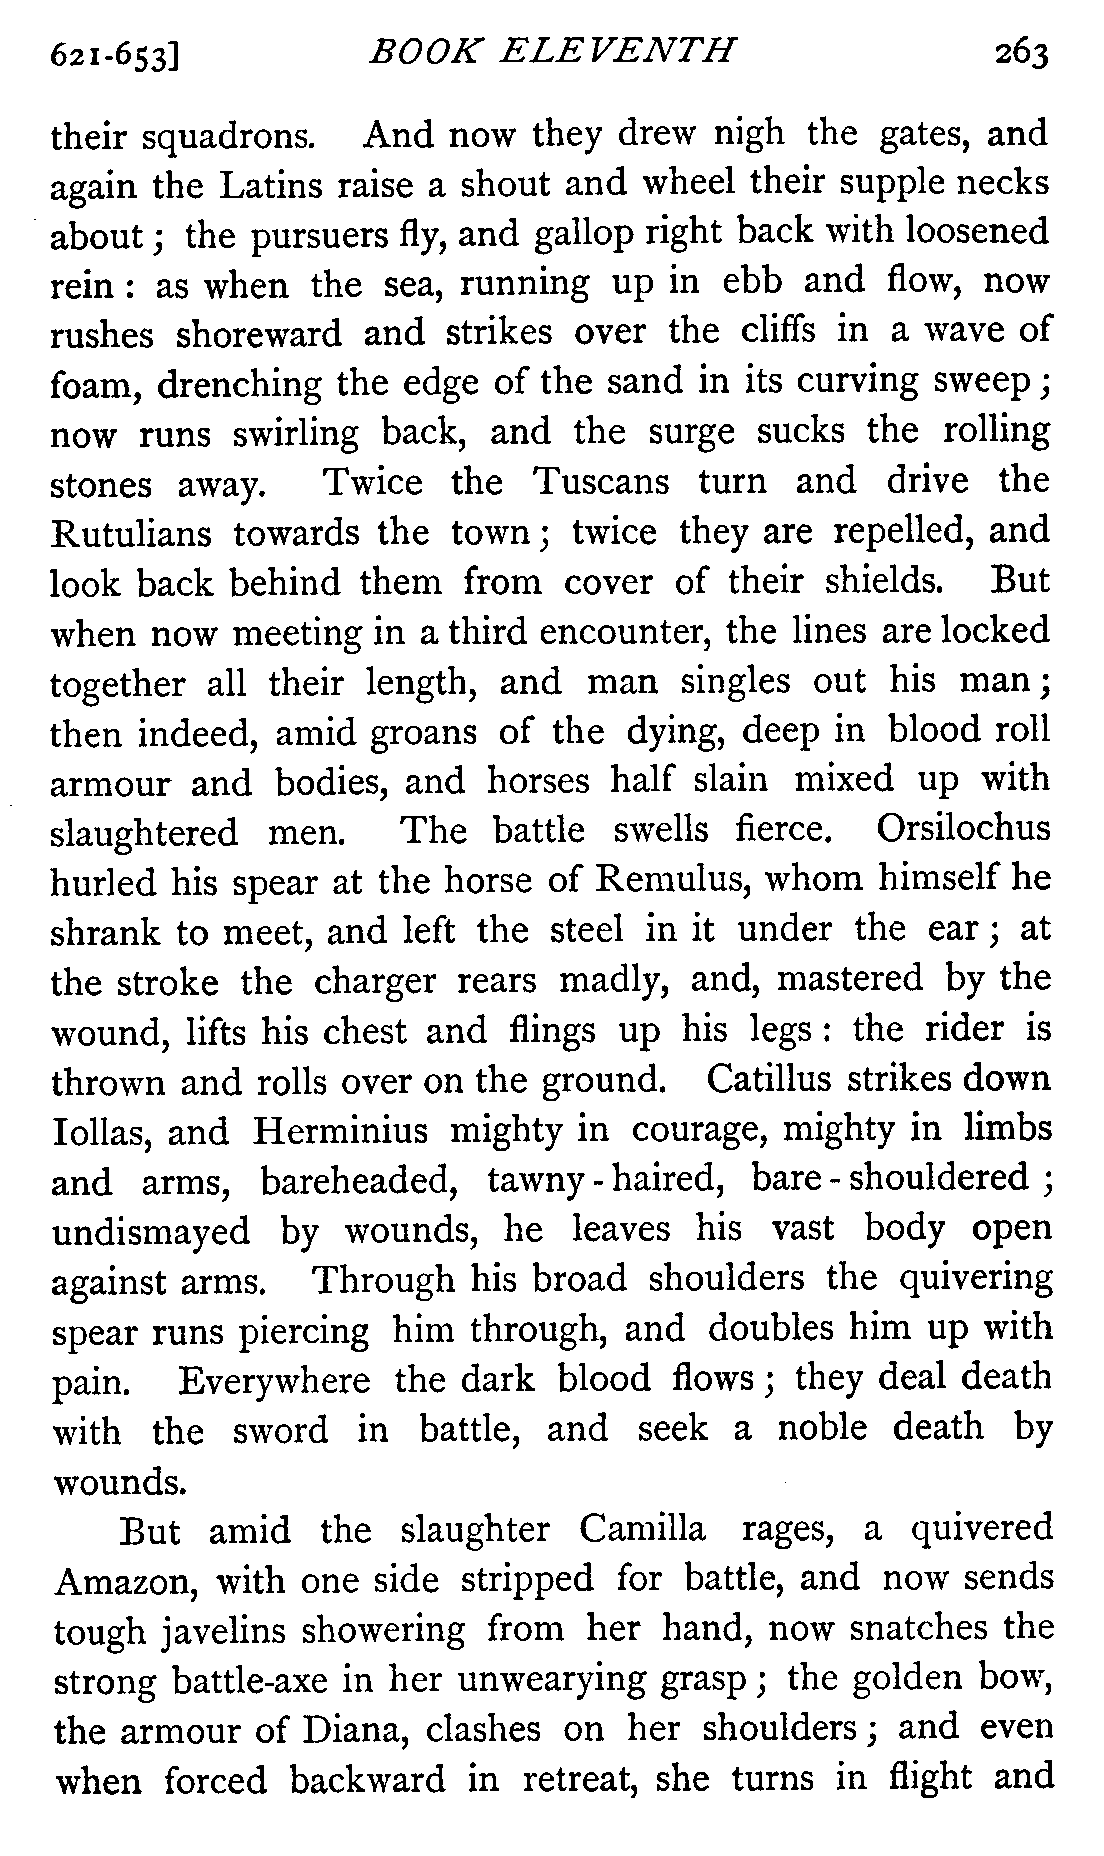 621-653] BOOK ELEVENTH 263
their squadrons. And now they drew nigh the gates, and
again the Latins raise a shout and wheel their supple necks
about ; the pursuers fly, and gallop right back with loosened
rein : as when the sea, running up in ebb and flow, now
rushes shoreward and strikes over the cliffs in a wave of
foam, drenching the edge of the sand in its curving sweep ;
now runs swirling back, and the surge sucks the rolling
stones away. Twice the Tuscans turn and drive the
Rutulians towards the town ; twice they are repelled, and
look back behind them from cover of their shields. But
when now meeting in a third encounter, the lines are locked
together all their length, and man singles out his man ;
then indeed, amid groans of the dying, deep in blood roll
armour and bodies, and horses half slain mixed up with
slaughtered men. The battle swells fierce. Orsilochus
hurled his spear at the horse of Remulus, whom himself he
shrank to meet, and left the steel in it under the ear ; at
the stroke the charger rears madly, and, mastered by the
wound, lifts his chest and flings up his legs : the rider is
thrown and rolls over on the ground. Catillus strikes down
Iollas, and Herminius mighty in courage, mighty in limbs
and arms, bareheaded, tawny-haired, bare-shouldered ;
undismayed by wounds, he leaves his vast body open
against arms. Through his broad shoulders the quivering
spear runs piercing him through, and doubles him up with
pain. Everywhere the dark blood flows ; they deal death
with the sword in battle, and seek a noble death by
wounds.
But amid the slaughter Camilla rages, a quivered
Amazon, with one side stripped for battle, and now sends
tough javelins showering from her hand, now snatches the
strong battle-axe in her unwearying grasp ; the golden bow,
the armour of Diana, clashes on her shoulders ; and even
when forced backward in retreat, she turns in flight and